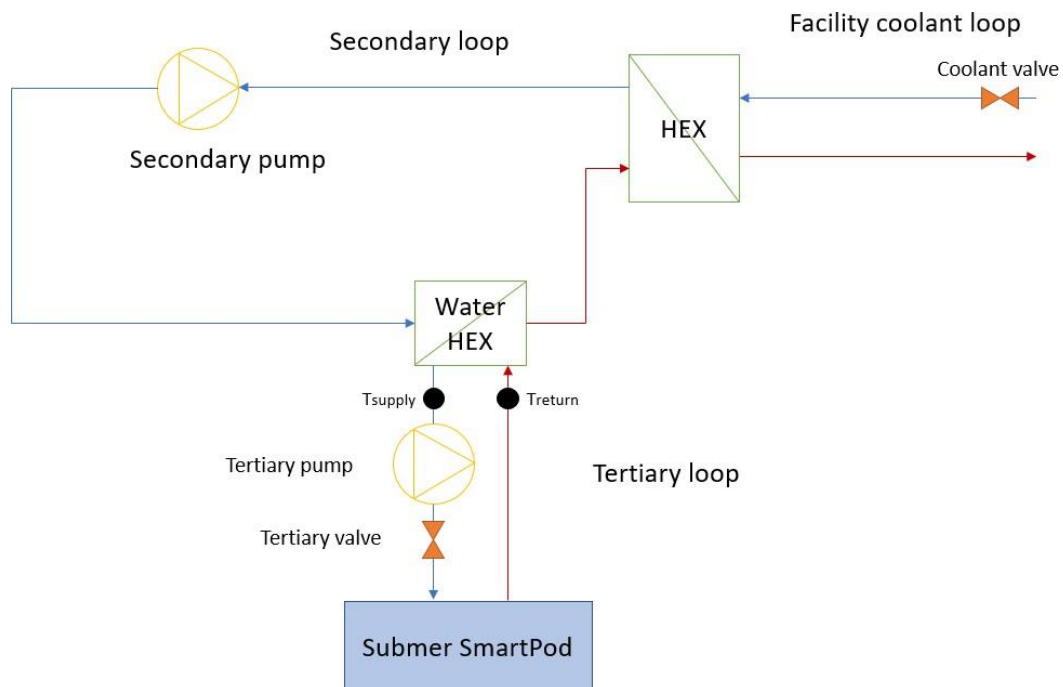 Facility coolant loop
Secondary loop
Coolant valve
HEX
Secondary pump
Water
HEX
Tsupply
Treturn
Tertiary pump
Tertiary loop
Tertiary valve
Submer SmartPod